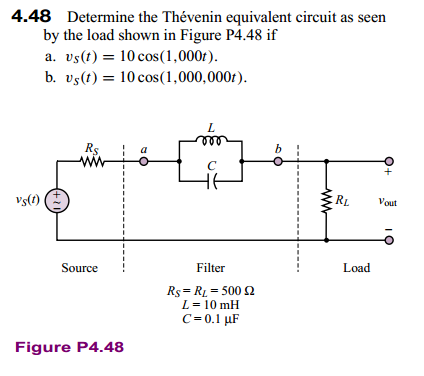 4.48 Determine the Thévenin equivalent circuit as seen
by the load shown in Figure P4.48 if
a. vS(t) = 10 cos(1,000t).
b. vS(t) = 10 cos(1,000,000t).
L
RS
a
b
C
+
vS(t)
+
~
−
RL
vout
−
Source
Filter
Load
RS = RL = 500 Ω
L = 10 mH
C = 0.1 μF
Figure P4.48